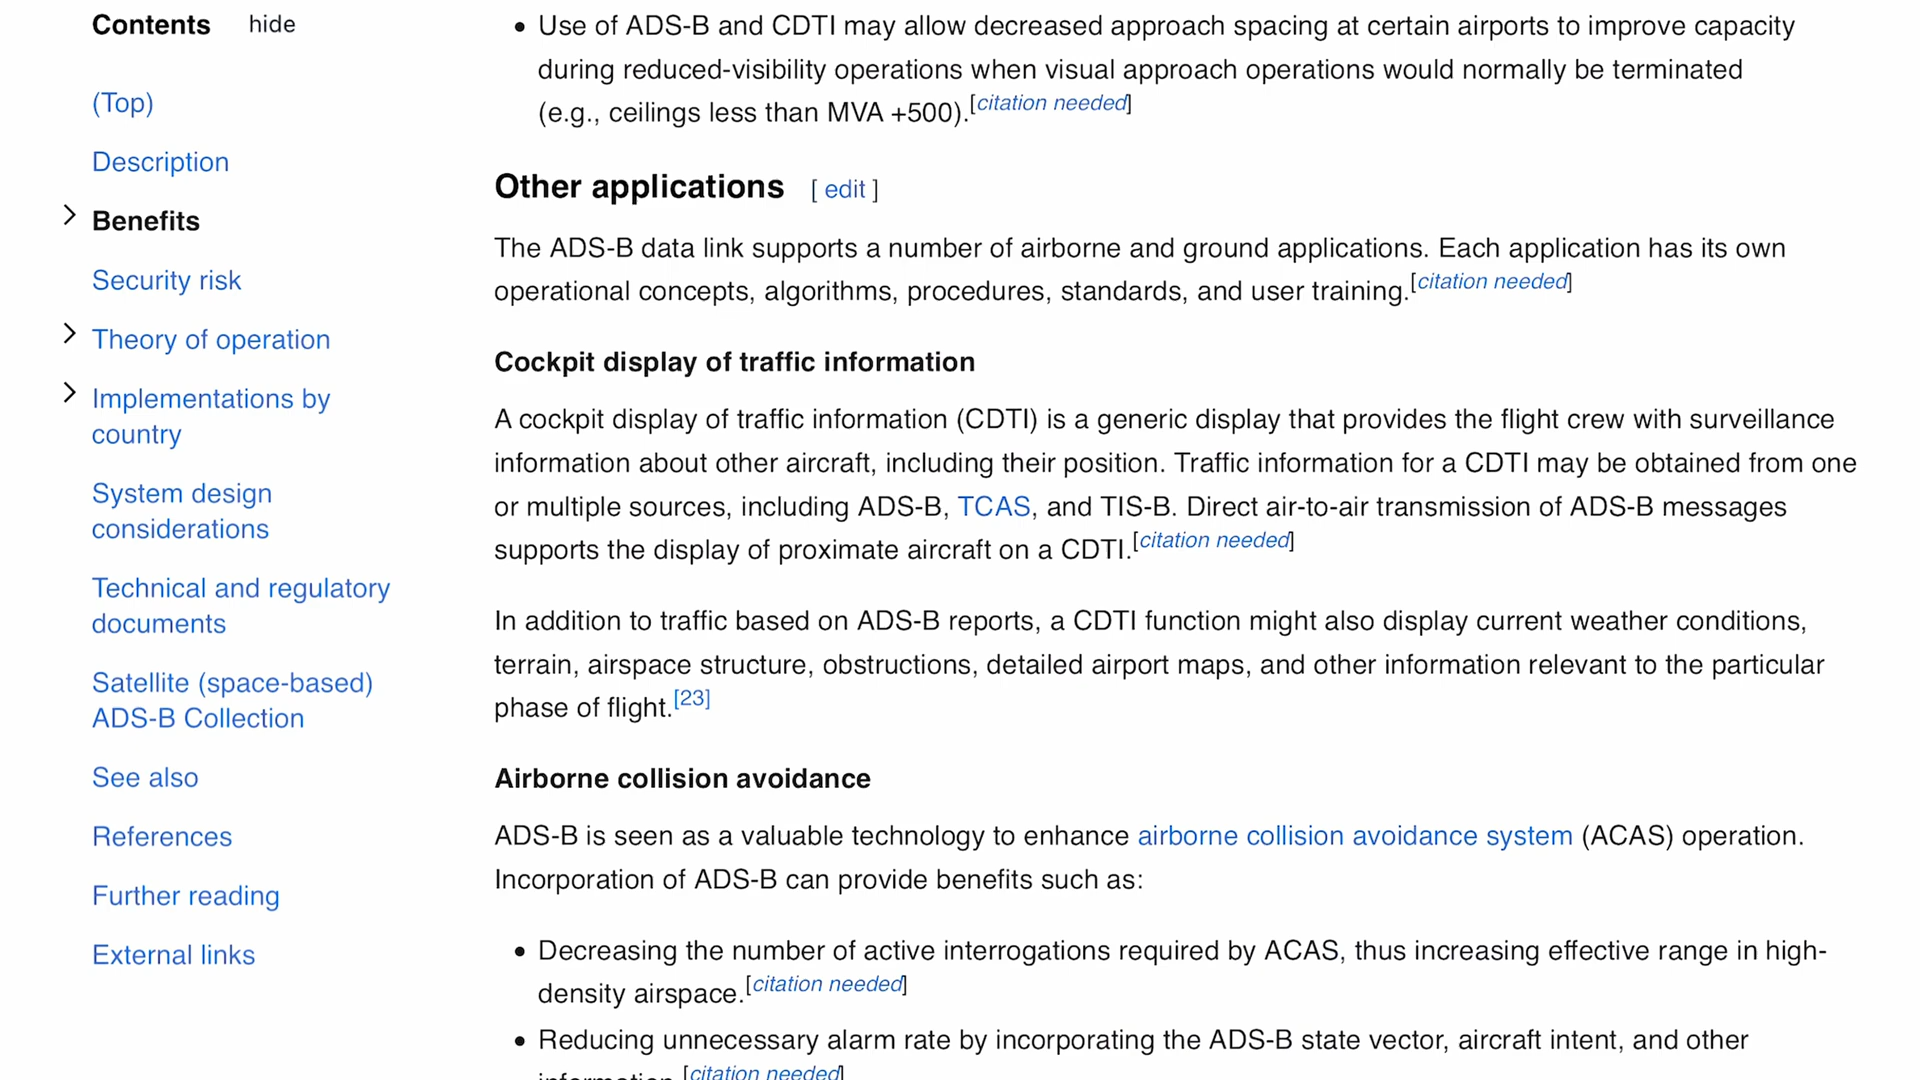 Contents hide
(Top)
Description
Benefits
Security risk
Theory of operation
Implementations by
country
System design
considerations
Technical and regulatory
documents
Satellite (space-based)
ADS-B Collection
See also
References
Further reading
External links
• Use of ADS-B and CDTI may allow decreased approach spacing at certain airports to improve capacity
during reduced-visibility operations when visual approach operations would normally be terminated
(e.g., ceilings less than MVA +500).[citation needed]
Other applications [ edit ]
The ADS-B data link supports a number of airborne and ground applications. Each application has its own
operational concepts, algorithms, procedures, standards, and user training.[citation needed]
Cockpit display of traffic information
A cockpit display of traffic information (CDTI) is a generic display that provides the flight crew with surveillance
information about other aircraft, including their position. Traffic information for a CDTI may be obtained from one
or multiple sources, including ADS-B, TCAS, and TIS-B. Direct air-to-air transmission of ADS-B messages
supports the display of proximate aircraft on a CDTI.[citation needed]
In addition to traffic based on ADS-B reports, a CDTI function might also display current weather conditions,
terrain, airspace structure, obstructions, detailed airport maps, and other information relevant to the particular
phase of flight.[23]
Airborne collision avoidance
ADS-B is seen as a valuable technology to enhance airborne collision avoidance system (ACAS) operation.
Incorporation of ADS-B can provide benefits such as:
• Decreasing the number of active interrogations required by ACAS, thus increasing effective range in high-
density airspace.[citation needed]
• Reducing unnecessary alarm rate by incorporating the ADS-B state vector, aircraft intent, and other
information.[citation needed]